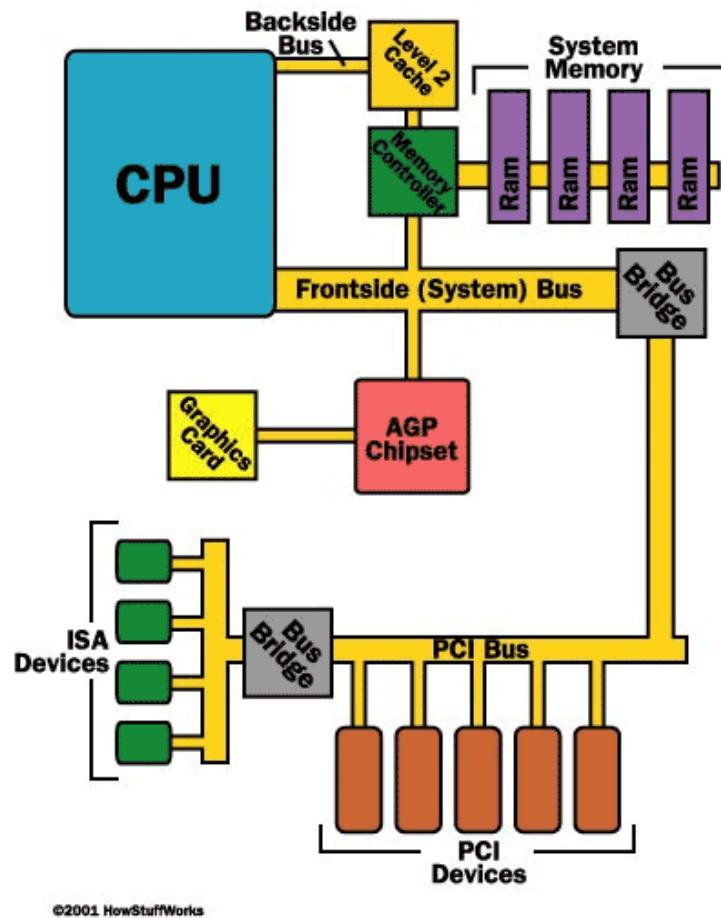 Backside
Bus
Level 2
Cache
System
Memory
CPU
Memory
Controller
Ram
Ram
Ram
Ram
Frontside (System) Bus
Bus
Bridge
Graphics
Card
AGP
Chipset
ISA
Devices
Bus
Bridge
PCI Bus
PCI
Devices
©2001 HowStuffWorks